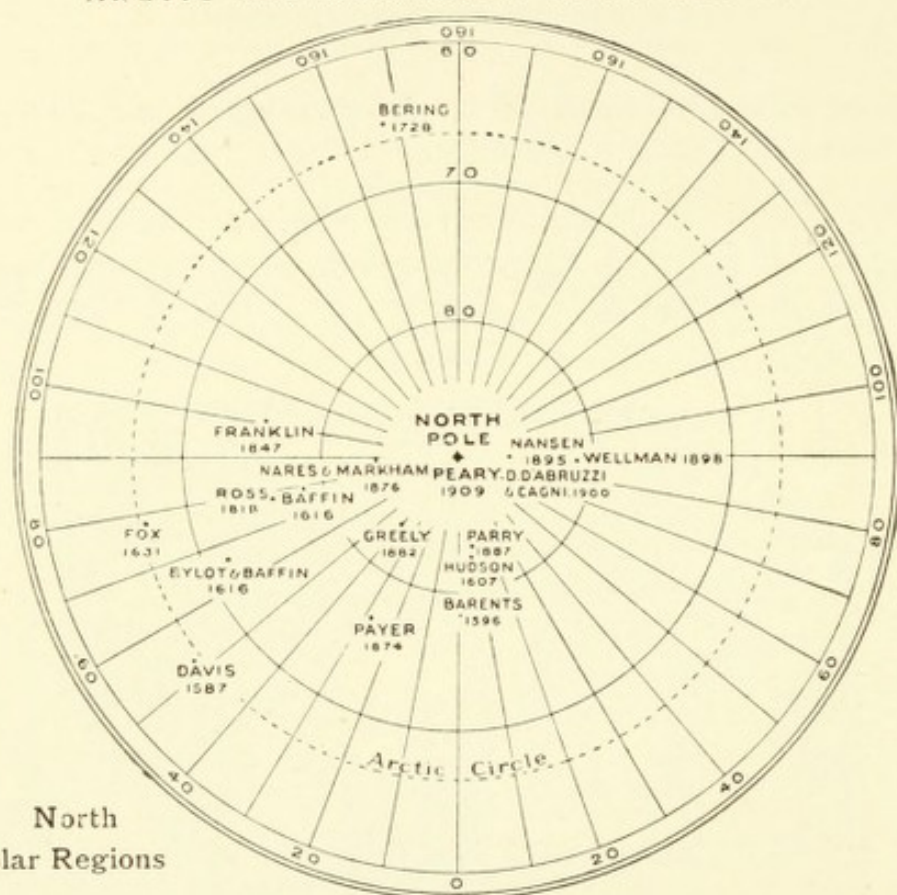 180
60
160
160
BERING
1728
140
140
70
120
120
80
100
100
NORTH
POLE
FRANKLIN
1847
NANSEN
1895
WELLMAN 1898
NARES & MARKHAM
1876
PEARY
1909
D. D'ABRUZZI
& CAGNI. 1900
ROSS
1818
BAFFIN
1616
80
80
FOX
1631
GREELY
1882
PARRY
1887
HUDSON
1607
BYLOT & BAFFIN
1616
BARENTS
1596
PAYER
1874
60
60
DAVIS
1587
Arctic Circle
40
40
North
lar Regions
20
20
0